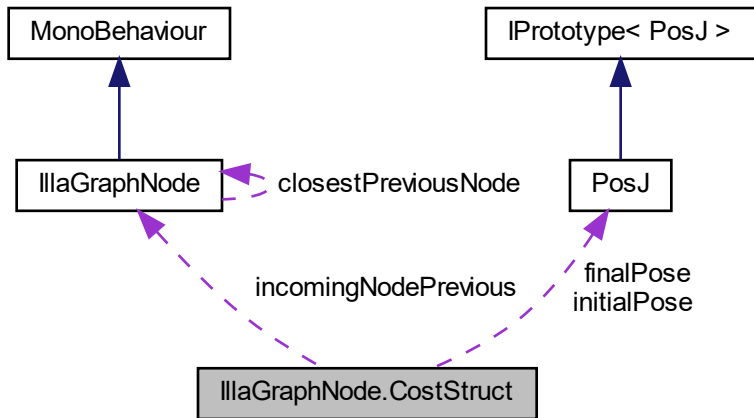 MonoBehaviour
IPrototype< PosJ >
IllaGraphNode
closestPreviousNode
PosJ
incomingNodePrevious
finalPose
initialPose
IllaGraphNode.CostStruct